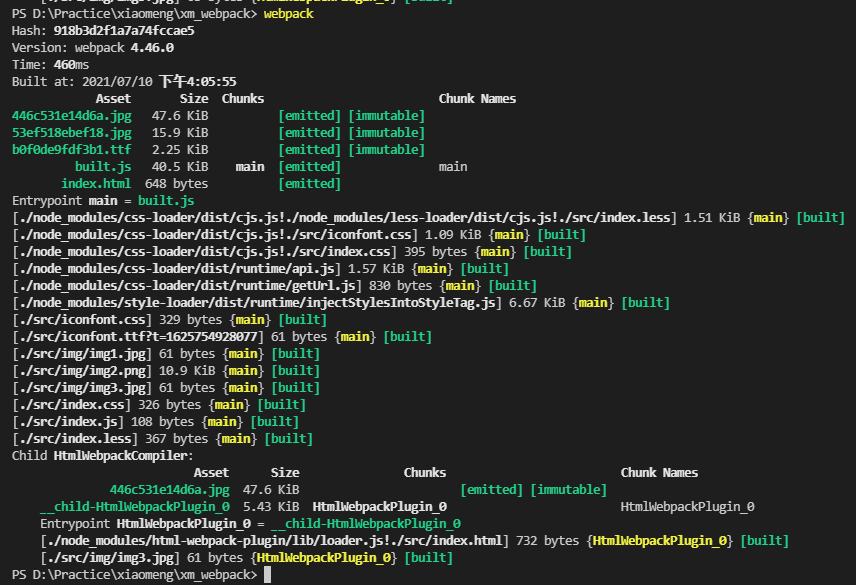 [./src/img/img3.jpg] 61 bytes {HtmlWebpackPlugin_0} [built]
PS D:\Practice\xiaomeng\xm_webpack> webpack
Hash: 918b3d2f1a7a74fccae5
Version: webpack 4.46.0
Time: 460ms
Built at: 2021/07/10 下午4:05:55
Asset Size Chunks Chunk Names
446c531e14d6a.jpg 47.6 KiB [emitted] [immutable]
53ef518ebef18.jpg 15.9 KiB [emitted] [immutable]
b0f0de9fdf3b1.ttf 2.25 KiB [emitted] [immutable]
built.js 40.5 KiB main [emitted] main
index.html 648 bytes [emitted]
Entrypoint main = built.js
[./node_modules/css-loader/dist/cjs.js!./node_modules/less-loader/dist/cjs.js!./src/index.less] 1.51 KiB {main} [built]
[./node_modules/css-loader/dist/cjs.js!./src/iconfont.css] 1.09 KiB {main} [built]
[./node_modules/css-loader/dist/cjs.js!./src/index.css] 395 bytes {main} [built]
[./node_modules/css-loader/dist/runtime/api.js] 1.57 KiB {main} [built]
[./node_modules/css-loader/dist/runtime/getUrl.js] 830 bytes {main} [built]
[./node_modules/style-loader/dist/runtime/injectStylesIntoStyleTag.js] 6.67 KiB {main} [built]
[./src/iconfont.css] 329 bytes {main} [built]
[./src/iconfont.ttf?t=1625754928077] 61 bytes {main} [built]
[./src/img/img1.jpg] 61 bytes {main} [built]
[./src/img/img2.png] 10.9 KiB {main} [built]
[./src/img/img3.jpg] 61 bytes {main} [built]
[./src/index.css] 326 bytes {main} [built]
[./src/index.js] 108 bytes {main} [built]
[./src/index.less] 367 bytes {main} [built]
Child HtmlWebpackCompiler:
Asset Size Chunks Chunk Names
446c531e14d6a.jpg 47.6 KiB [emitted] [immutable]
__child-HtmlWebpackPlugin_0 5.43 KiB HtmlWebpackPlugin_0 HtmlWebpackPlugin_0
Entrypoint HtmlWebpackPlugin_0 = __child-HtmlWebpackPlugin_0
[./node_modules/html-webpack-plugin/lib/loader.js!./src/index.html] 732 bytes {HtmlWebpackPlugin_0} [built]
[./src/img/img3.jpg] 61 bytes {HtmlWebpackPlugin_0} [built]
PS D:\Practice\xiaomeng\xm_webpack>